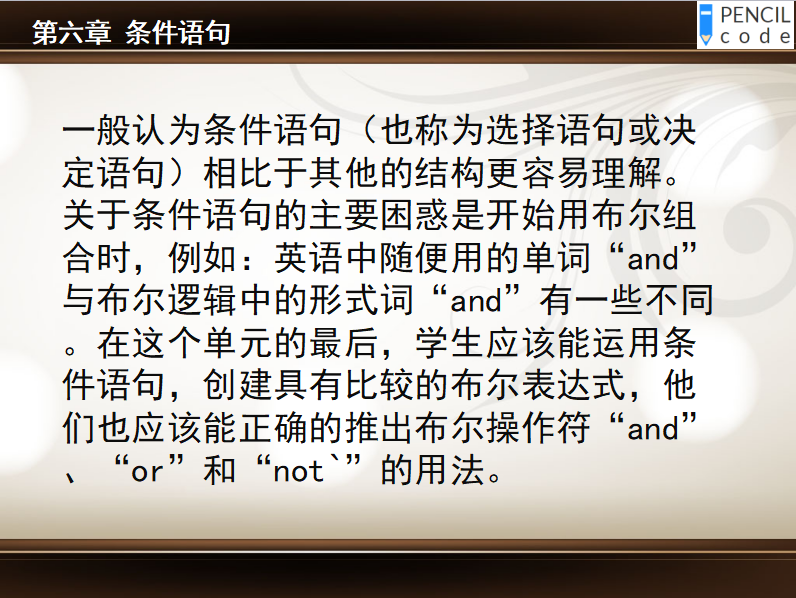 第六章 条件语句
PENCIL
code
一般认为条件语句（也称为选择语句或决
定语句）相比于其他的结构更容易理解。
关于条件语句的主要困惑是开始用布尔组
合时，例如：英语中随便用的单词“and”
与布尔逻辑中的形式词“and”有一些不同
。在这个单元的最后，学生应该能运用条
件语句，创建具有比较的布尔表达式，他
们也应该能正确的推出布尔操作符“and”
、“or”和“not`”的用法。